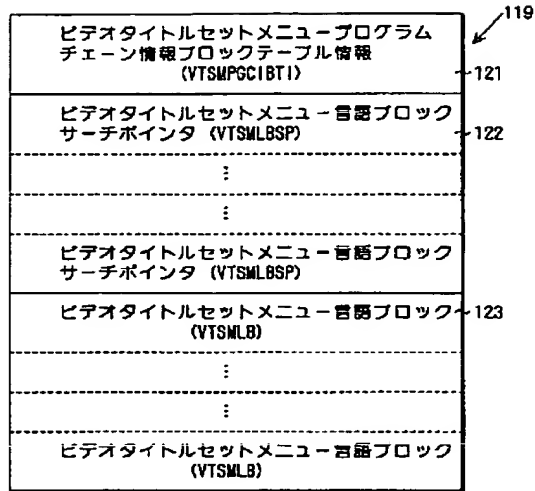 119
ビデオタイトルセットメニュープログラム
チェーン情報ブロックテーブル情報
(VTSMPGCIBTI)
121
ビデオタイトルセットメニュー言語ブロック
サーチポインタ (VTSMLBSP)
122
⋮
⋮
ビデオタイトルセットメニュー言語ブロック
サーチポインタ (VTSMLBSP)
ビデオタイトルセットメニュー言語ブロック
(VTSMLB)
123
⋮
⋮
ビデオタイトルセットメニュー言語ブロック
(VTSMLB)